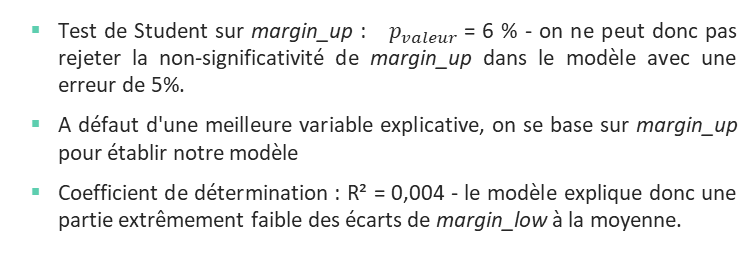 ▪ Test de Student sur margin_up : p_valeur = 6 % - on ne peut donc pas
rejeter la non-significativité de margin_up dans le modèle avec une
erreur de 5%.
▪ A défaut d'une meilleure variable explicative, on se base sur margin_up
pour établir notre modèle
▪ Coefficient de détermination : R² = 0,004 - le modèle explique donc une
partie extrêmement faible des écarts de margin_low à la moyenne.